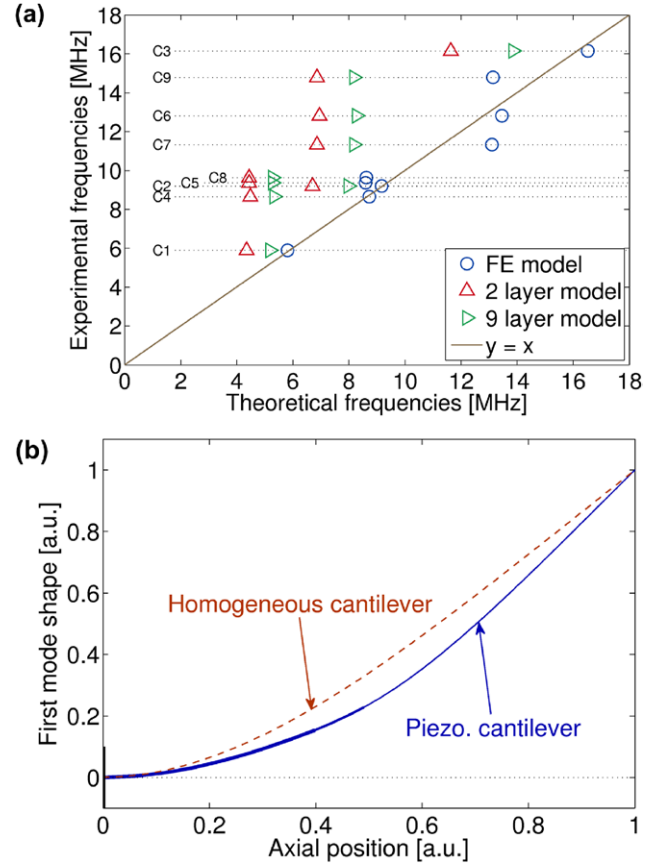 (a)
18
16
14
12
10
8
6
4
2
0
Experimental frequencies [MHz]
C3
C9
C6
C7
C8
C5
C2
C4
C1
FE model
2 layer model
9 layer model
y = x
0 2 4 6 8 10 12 14 16 18
Theoretical frequencies [MHz]
(b)
1
0.8
0.6
0.4
0.2
0
First mode shape [a.u.]
Homogeneous cantilever
Piezo. cantilever
0 0.2 0.4 0.6 0.8 1
Axial position [a.u.]